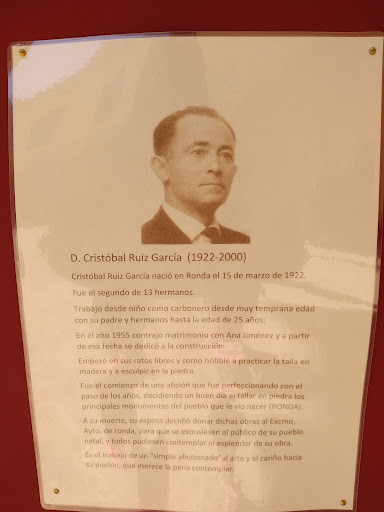 D. Cristóbal Ruiz García (1922-2000)
Cristóbal Ruiz García nació en Ronda el 15 de marzo de 1922.
Fue el segundo de 13 hermanos.
Trabajo desde niño como carbonero desde muy temprana edad
con su padre y hermanos hasta la edad de 25 años.
En el año 1955 contrajo matrimonio con Ana Jiménez y a partir
de esa fecha se dedicó a la construcción.
Empezó en sus ratos libres y como hobbie a practicar la talla en
madera y a esculpir en la piedra.
Fue el comienzo de una afición que fue perfeccionando con el
paso de los años, decidiendo un buen día el tallar en piedra los
principales monumentos del pueblo que le vio nacer (RONDA).
A su muerte, su esposa decidió donar dichas obras al Excmo.
Ayto. de ronda, para que se expusiesen al público de su pueblo
natal, y todos pudiesen contemplar el esplendor de su obra.
Es el trabajo de un "simple aficionado"al arte y el cariño hacia
su pueblo, que merece la pena contemplar.